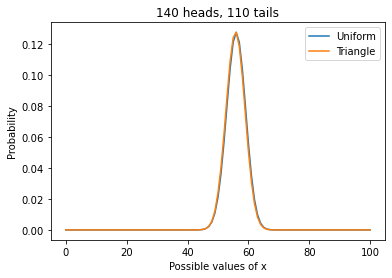 140 heads, 110 tails
Uniform
Triangle
0.12
0.10
0.08
0.06
0.04
0.02
0.00
Probability
0 20 40 60 80 100
Possible values of x